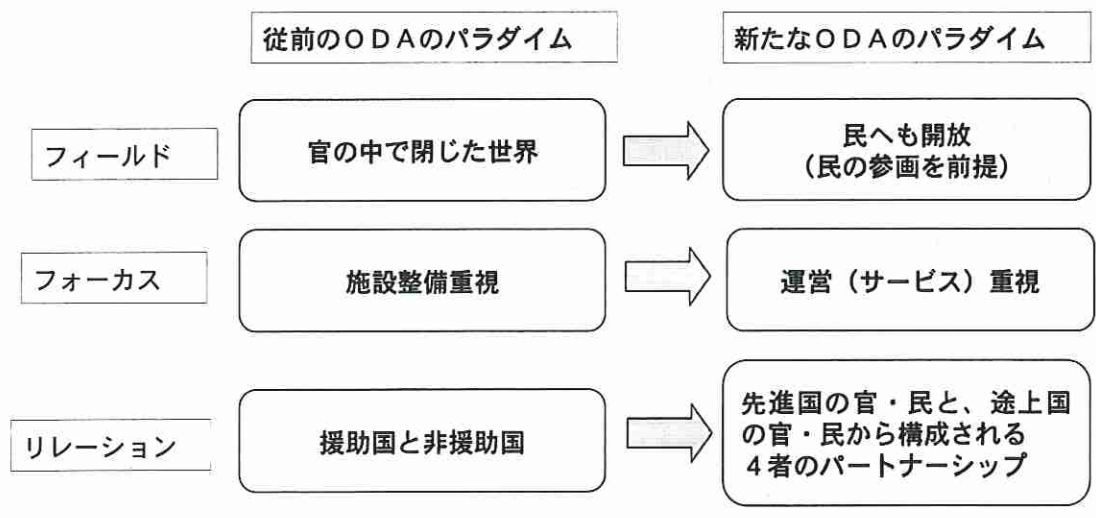 従前のＯＤＡのパラダイム
新たなＯＤＡのパラダイム
フィールド
官の中で閉じた世界
民へも開放
（民の参画を前提）
フォーカス
施設整備重視
運営（サービス）重視
リレーション
援助国と非援助国
先進国の官・民と、途上国
の官・民から構成される
４者のパートナーシップ